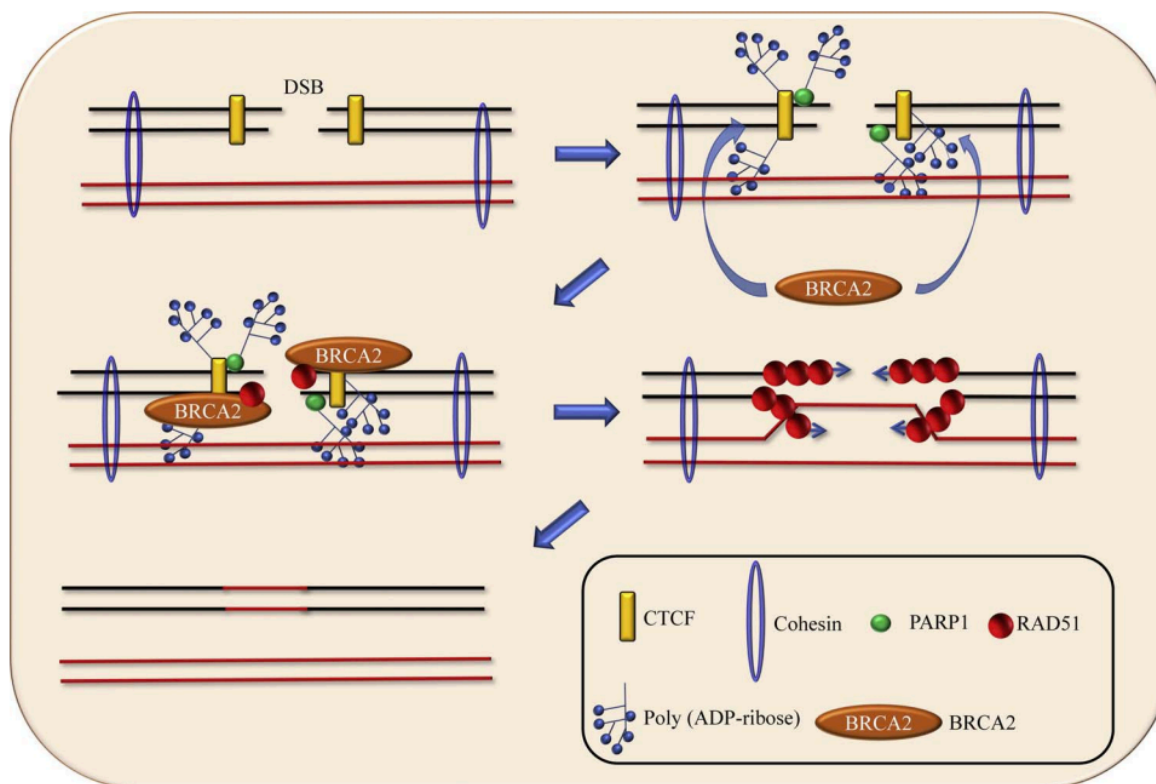 DSB
BRCA2
BRCA2
BRCA2
CTCF
Cohesin
PARP1
RAD51
Poly (ADP-ribose)
BRCA2
BRCA2